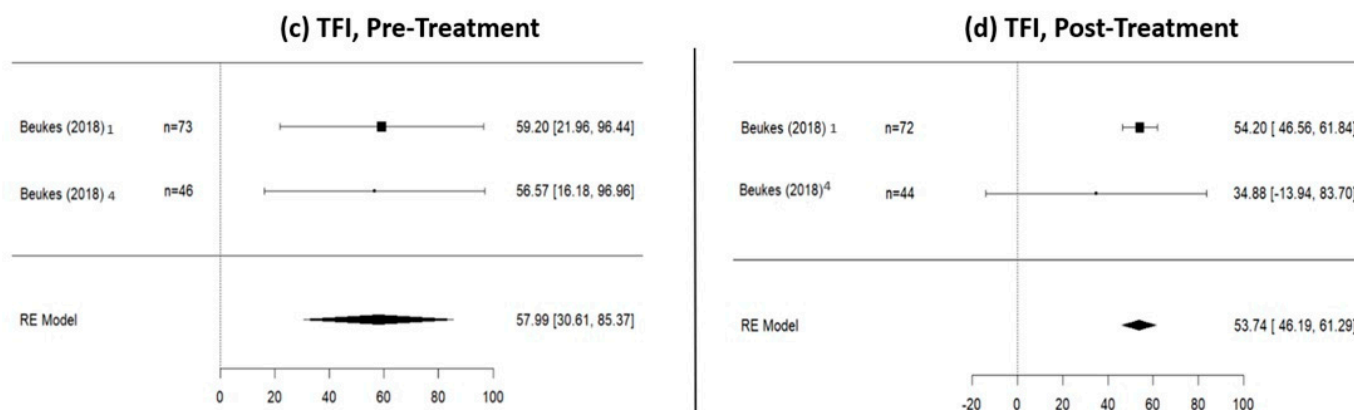 (c) TFI, Pre-Treatment
Beukes (2018) 1 n=73 59.20 [21.96, 96.44]
Beukes (2018) 4 n=46 56.57 [16.18, 96.96]
RE Model 57.99 [30.61, 85.37]
0 20 40 60 80 100
(d) TFI, Post-Treatment
Beukes (2018) 1 n=72 54.20 [ 46.56, 61.84]
Beukes (2018)4 n=44 34.88 [-13.94, 83.70]
RE Model 53.74 [ 46.19, 61.29]
-20 0 20 40 60 80 100